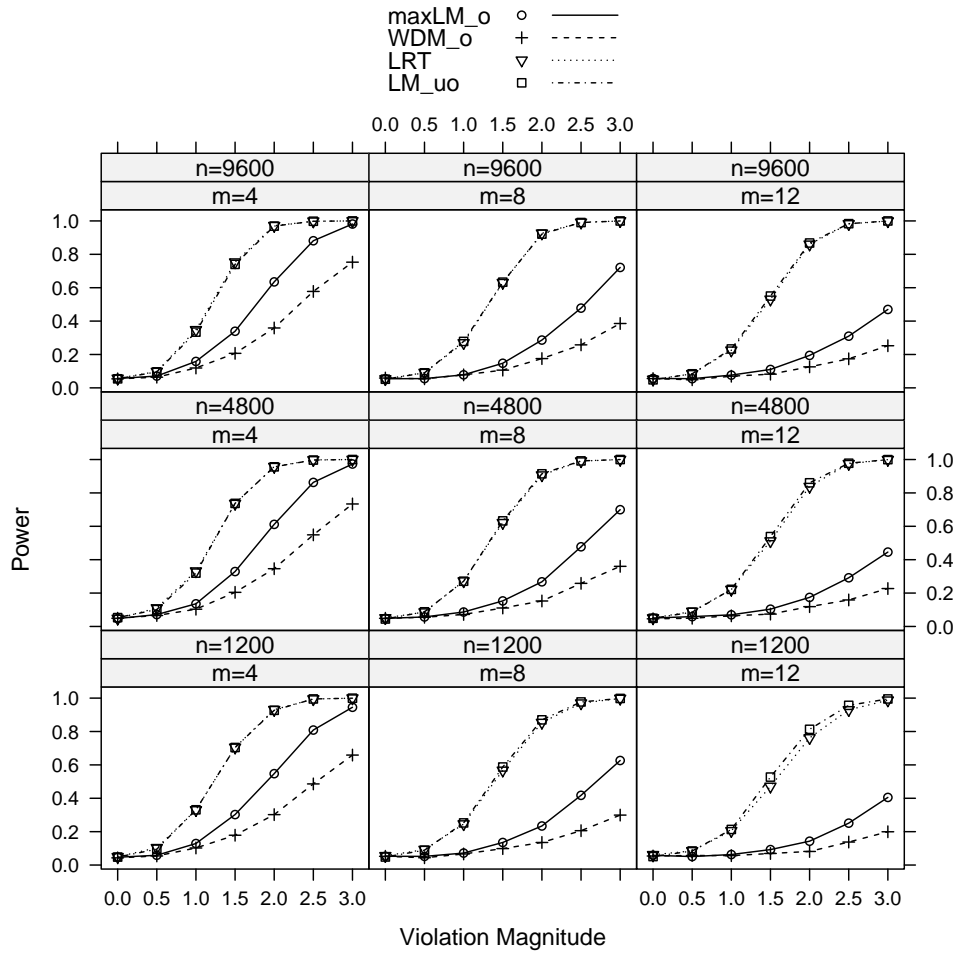 maxLM_o
WDM_o
LRT
LM_uo
0.0 0.5 1.0 1.5 2.0 2.5 3.0
n=9600 n=9600 n=9600
m=4 m=8 m=12
1.0
0.8
0.6
0.4
0.2
0.0
n=4800 n=4800 n=4800
m=4 m=8 m=12
1.0
0.8
0.6
0.4
0.2
0.0
Power
n=1200 n=1200 n=1200
m=4 m=8 m=12
1.0
0.8
0.6
0.4
0.2
0.0
0.0 0.5 1.0 1.5 2.0 2.5 3.0 0.0 0.5 1.0 1.5 2.0 2.5 3.0
Violation Magnitude